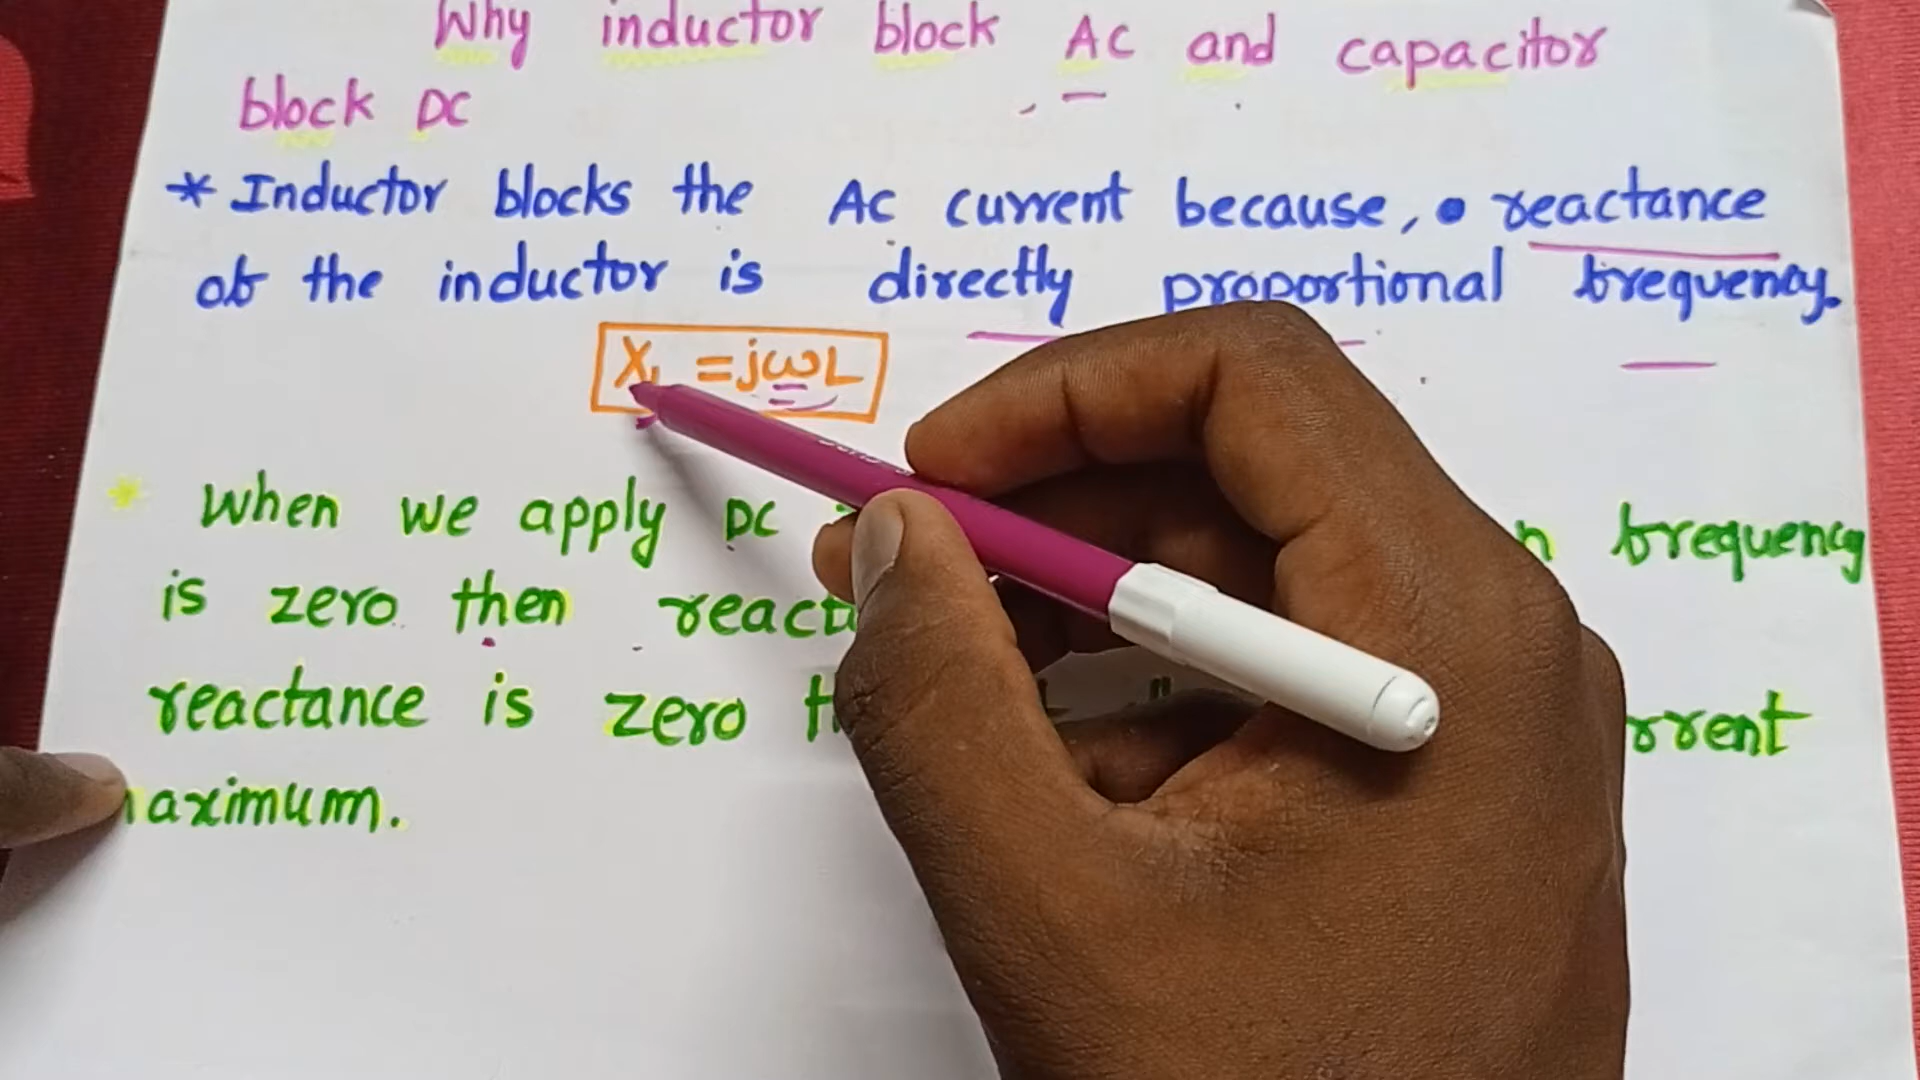 Why inductor block AC and capacitor
block DC
* Inductor blocks the AC current because, reactance
of the inductor is directly proportional frequency.
X = jωL
* When we apply DC frequency
is zero then
reactance is zero
maximum.